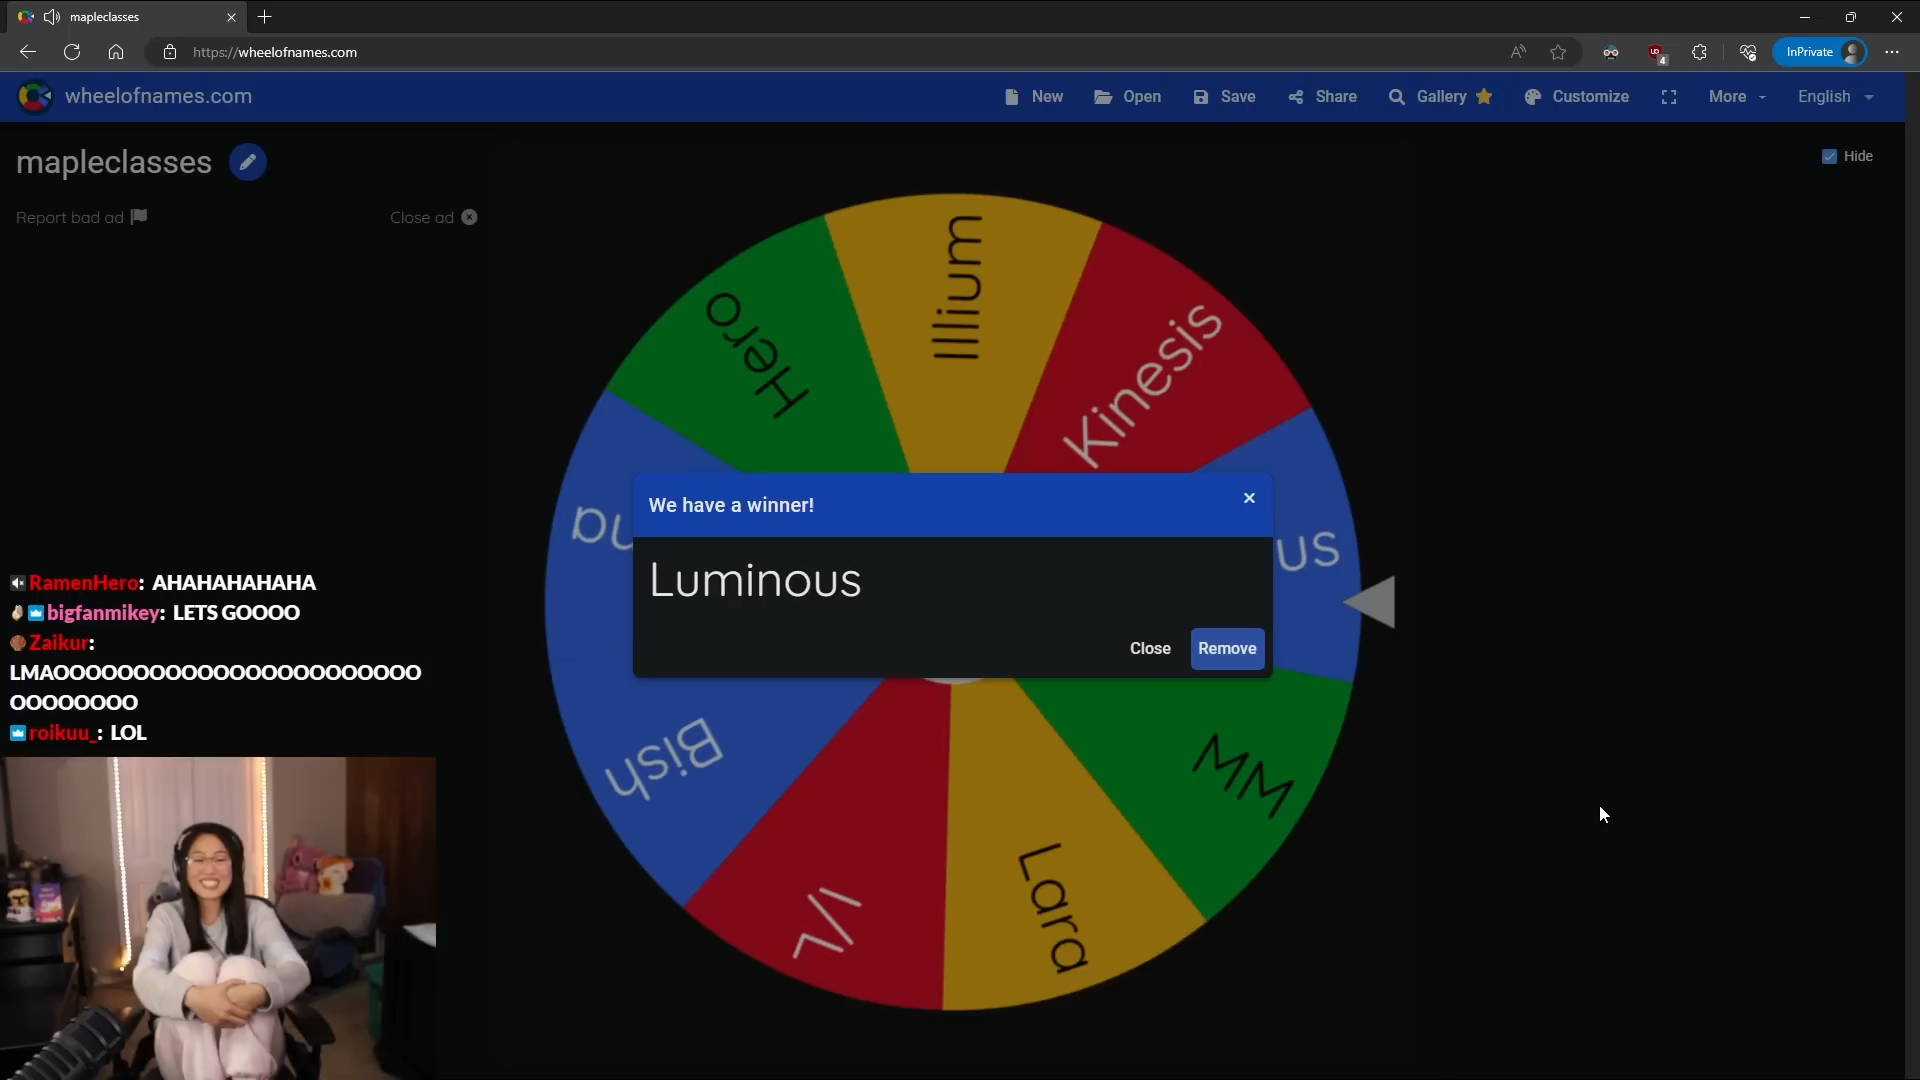 mapleclasses
https://wheelofnames.com
InPrivate
4
wheelofnames.com
New
Open
Save
Share
Gallery
Customize
More
English
mapleclasses
Hide
Report bad ad
Close ad
Illium
Kinesis
Hero
We have a winner!
Luminous
us
Close
Remove
RamenHero: AHAHAHAHAHA
bigfanmikey: LETS GOOOO
Zaikur:
LMAOOOOOOOOOOOOOOOOOOOOOOO
OOOOOOOO
roikuu_: LOL
Bish
MM
I/L
Lara